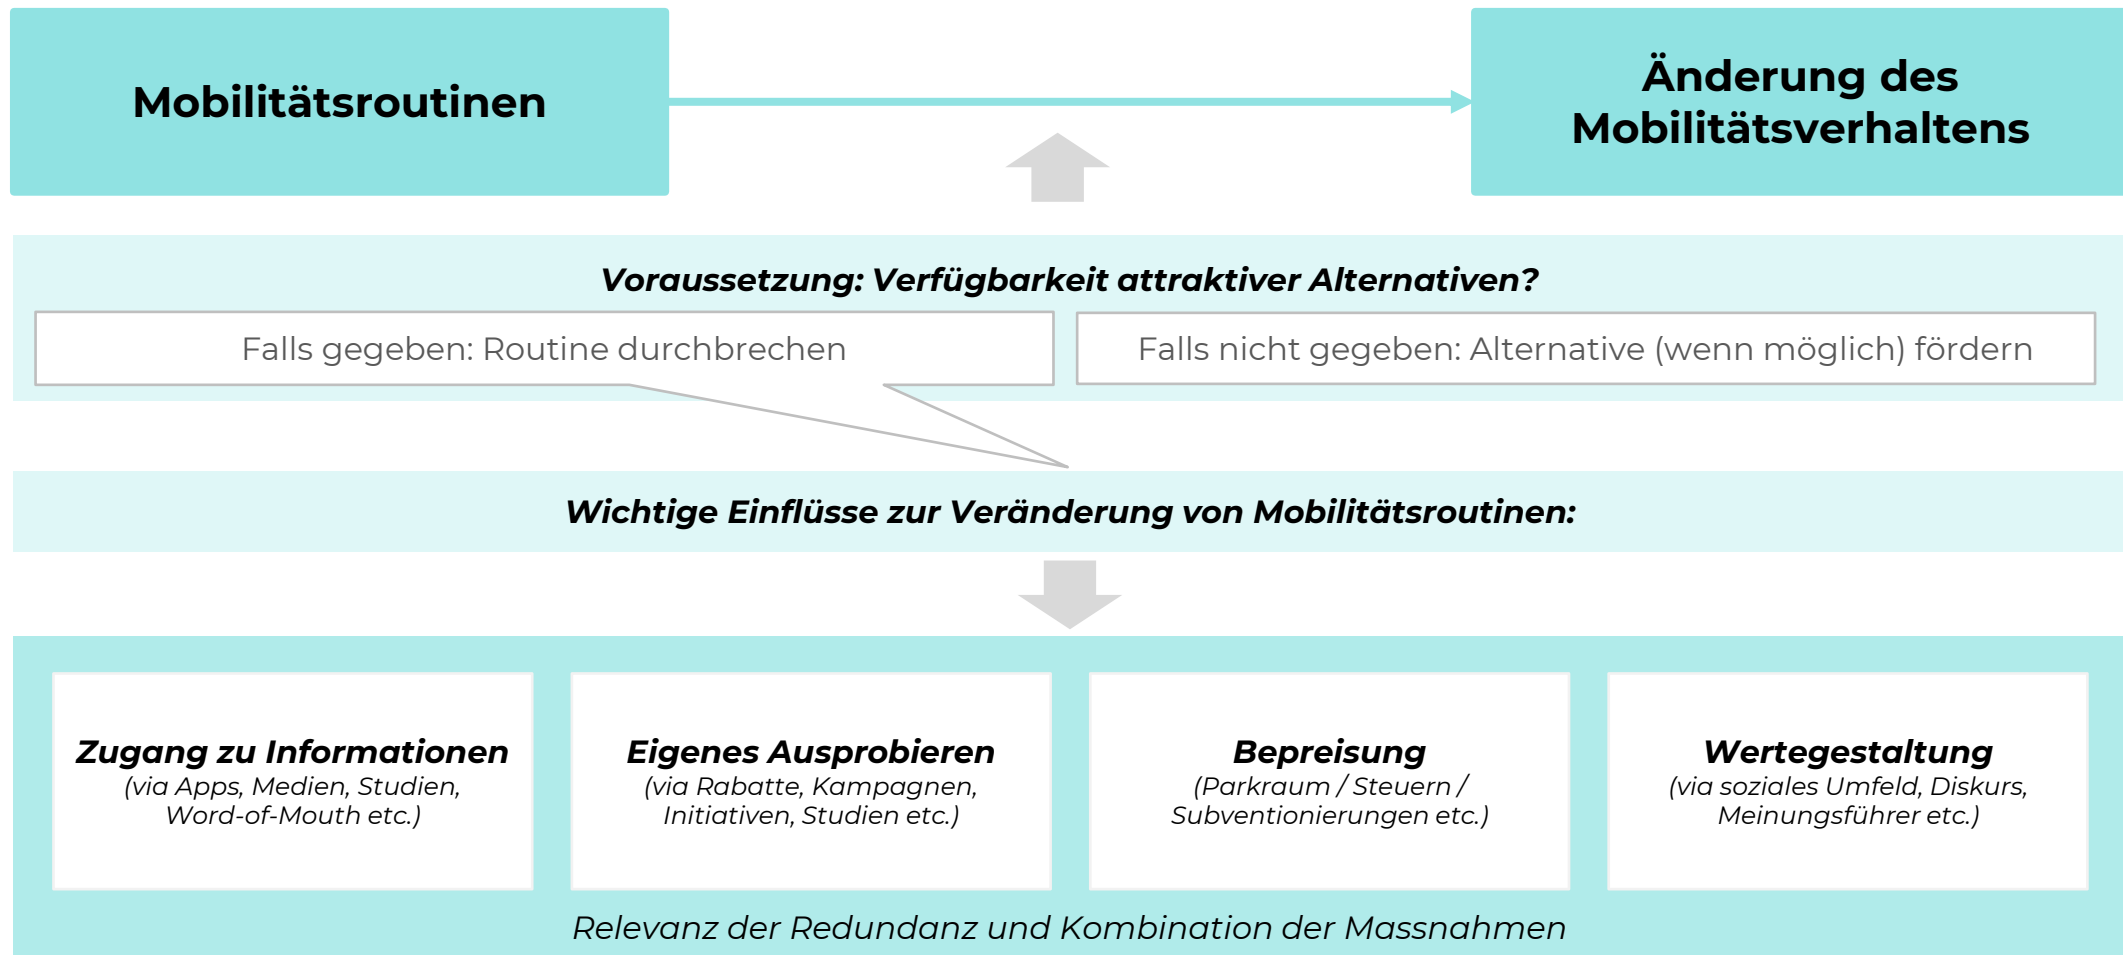 Mobilitätsroutinen
Änderung des
Mobilitätsverhaltens
Voraussetzung: Verfügbarkeit attraktiver Alternativen?
Falls gegeben: Routine durchbrechen
Falls nicht gegeben: Alternative (wenn möglich) fördern
Wichtige Einflüsse zur Veränderung von Mobilitätsroutinen:
Zugang zu Informationen
(via Apps, Medien, Studien,
Word-of-Mouth etc.)
Eigenes Ausprobieren
(via Rabatte, Kampagnen,
Initiativen, Studien etc.)
Bepreisung
(Parkraum / Steuern /
Subventionierungen etc.)
Wertegestaltung
(via soziales Umfeld, Diskurs,
Meinungsführer etc.)
Relevanz der Redundanz und Kombination der Massnahmen